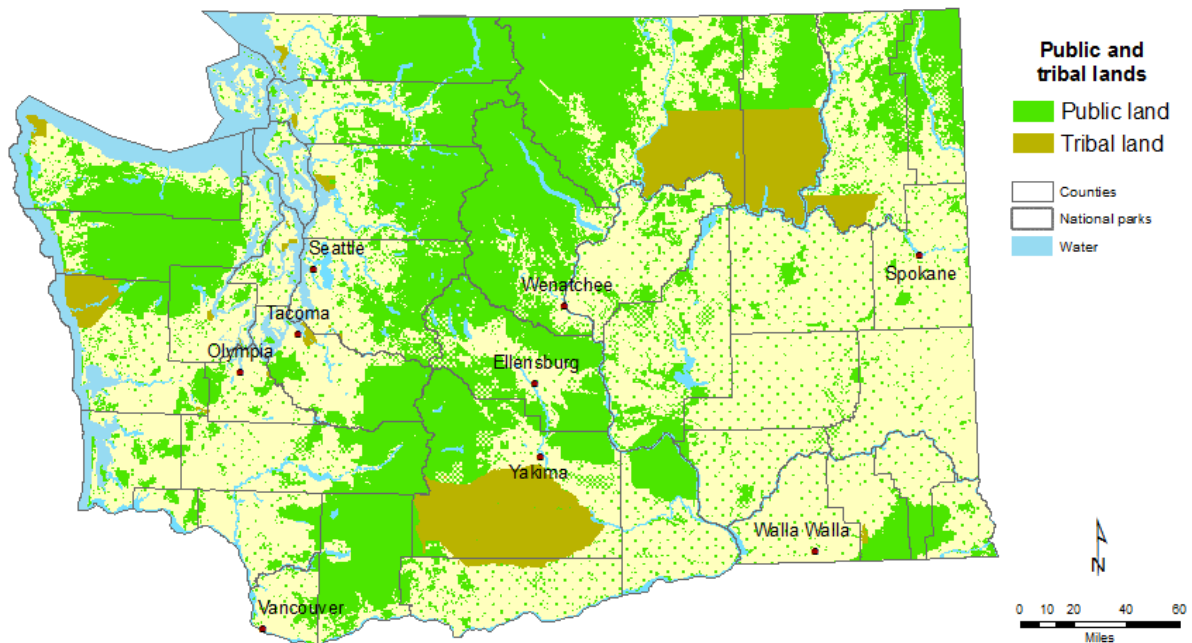 Public and
tribal lands
Public land
Tribal land
Counties
National parks
Water
Seattle
Spokane
Wenatchee
Tacoma
Olympia
Ellensburg
Yakima
Walla Walla
Vancouver
N
0 10 20 40 60
Miles